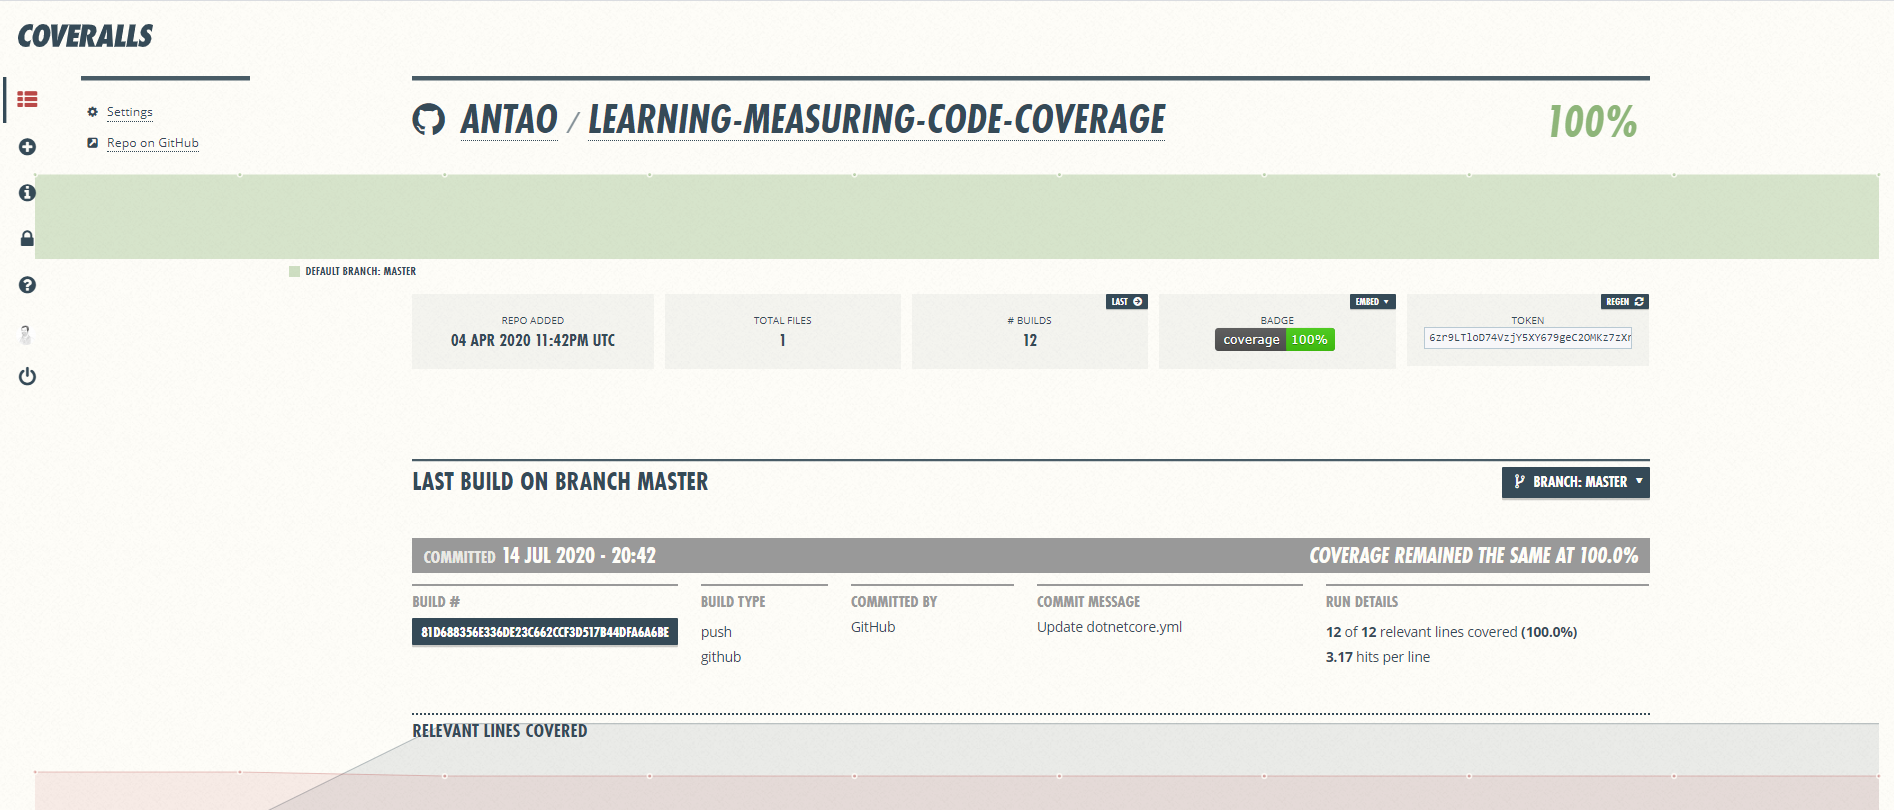 COVERALLS
Settings
Repo on GitHub
ANTAO / LEARNING-MEASURING-CODE-COVERAGE
100%
DEFAULT BRANCH: MASTER
REPO ADDED
04 APR 2020 11:42PM UTC
TOTAL FILES
1
LAST
# BUILDS
12
EMBED
BADGE
coverage 100%
REGEN
TOKEN
6zr9LTloD74VzjY5XY679geC2OMKz7zXr
LAST BUILD ON BRANCH MASTER
BRANCH: MASTER
COMMITTED 14 JUL 2020 - 20:42
COVERAGE REMAINED THE SAME AT 100.0%
BUILD #
81D688356E336DE23C662CCF3D517B44DFA6A6BE
BUILD TYPE
push
github
COMMITTED BY
GitHub
COMMIT MESSAGE
Update dotnetcore.yml
RUN DETAILS
12 of 12 relevant lines covered (100.0%)
3.17 hits per line
RELEVANT LINES COVERED